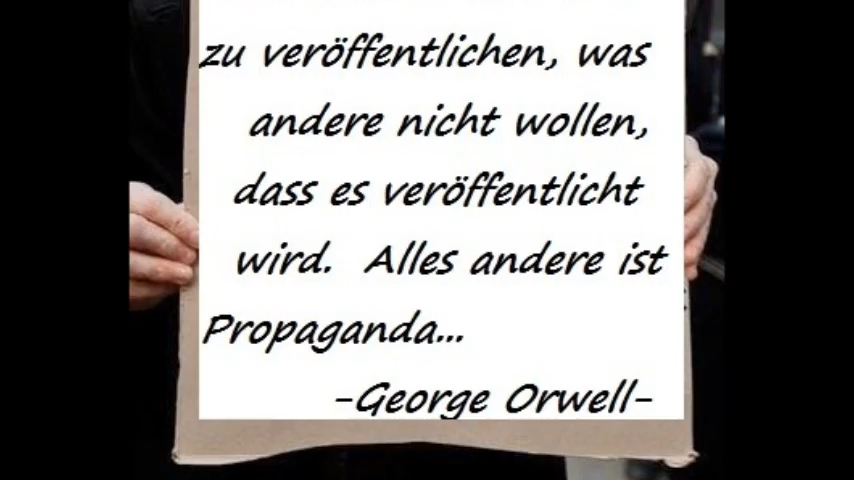 zu veröffentlichen, was
andere nicht wollen,
dass es veröffentlicht
wird. Alles andere ist
Propaganda...
-George Orwell-